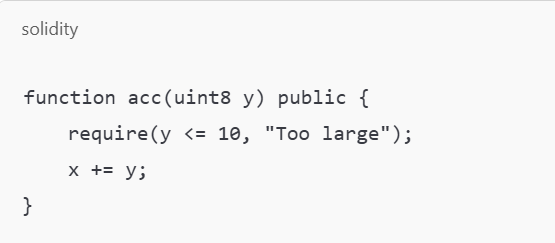 solidity
function acc(uint8 y) public {
    require(y <= 10, "Too large");
    x += y;
}